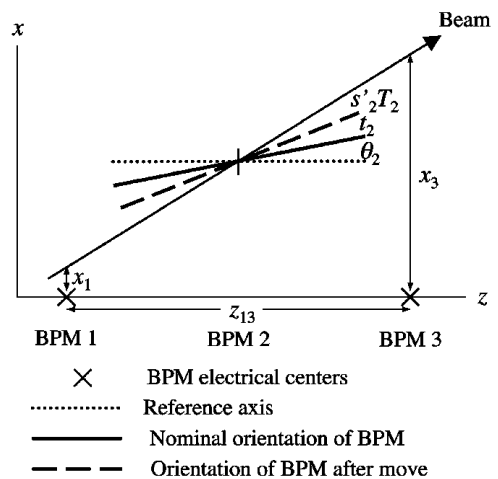 x
Beam
s'₂T₂
t₂
θ₂
x₃
x₁
z
z₁₃
BPM 1
BPM 2
BPM 3
BPM electrical centers
Reference axis
Nominal orientation of BPM
Orientation of BPM after move